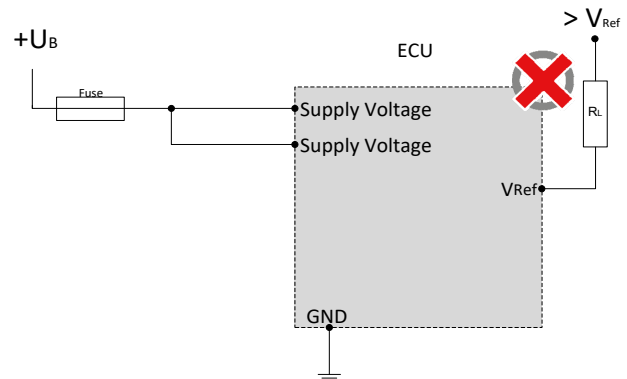 > VRef
+UB
ECU
Fuse
Supply Voltage
RL
Supply Voltage
VRef
GND